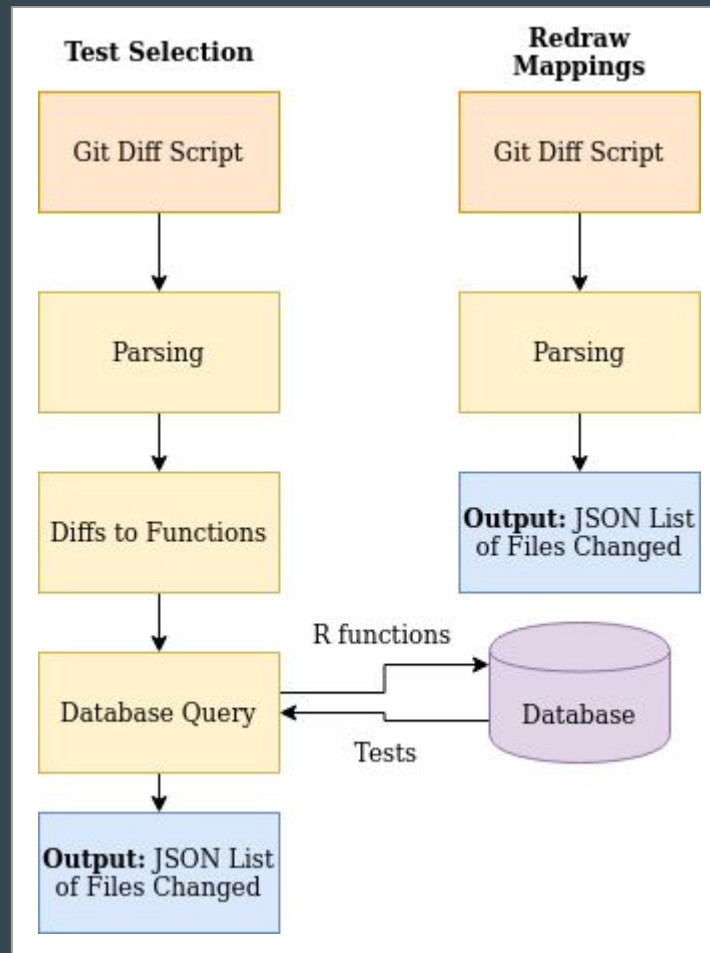 Test Selection
Git Diff Script
Parsing
Diffs to Functions
Database Query
R functions
Tests
Database
Output: JSON List
of Files Changed
Redraw
Mappings
Git Diff Script
Parsing
Output: JSON List
of Files Changed